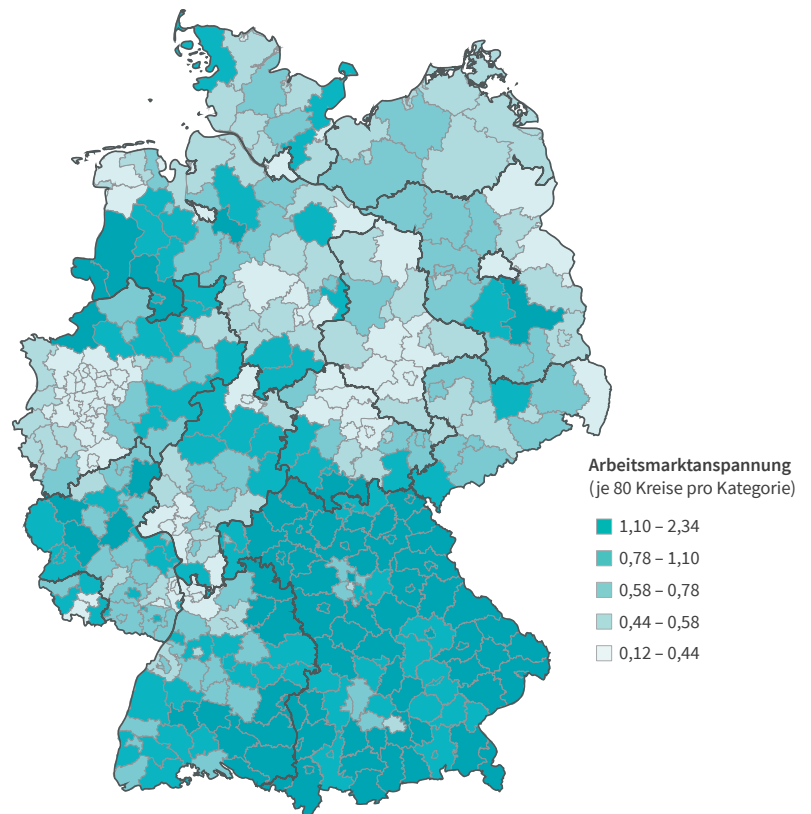 Arbeitsmarktanspannung
(je 80 Kreise pro Kategorie)
1,10 – 2,34
0,78 – 1,10
0,58 – 0,78
0,44 – 0,58
0,12 – 0,44